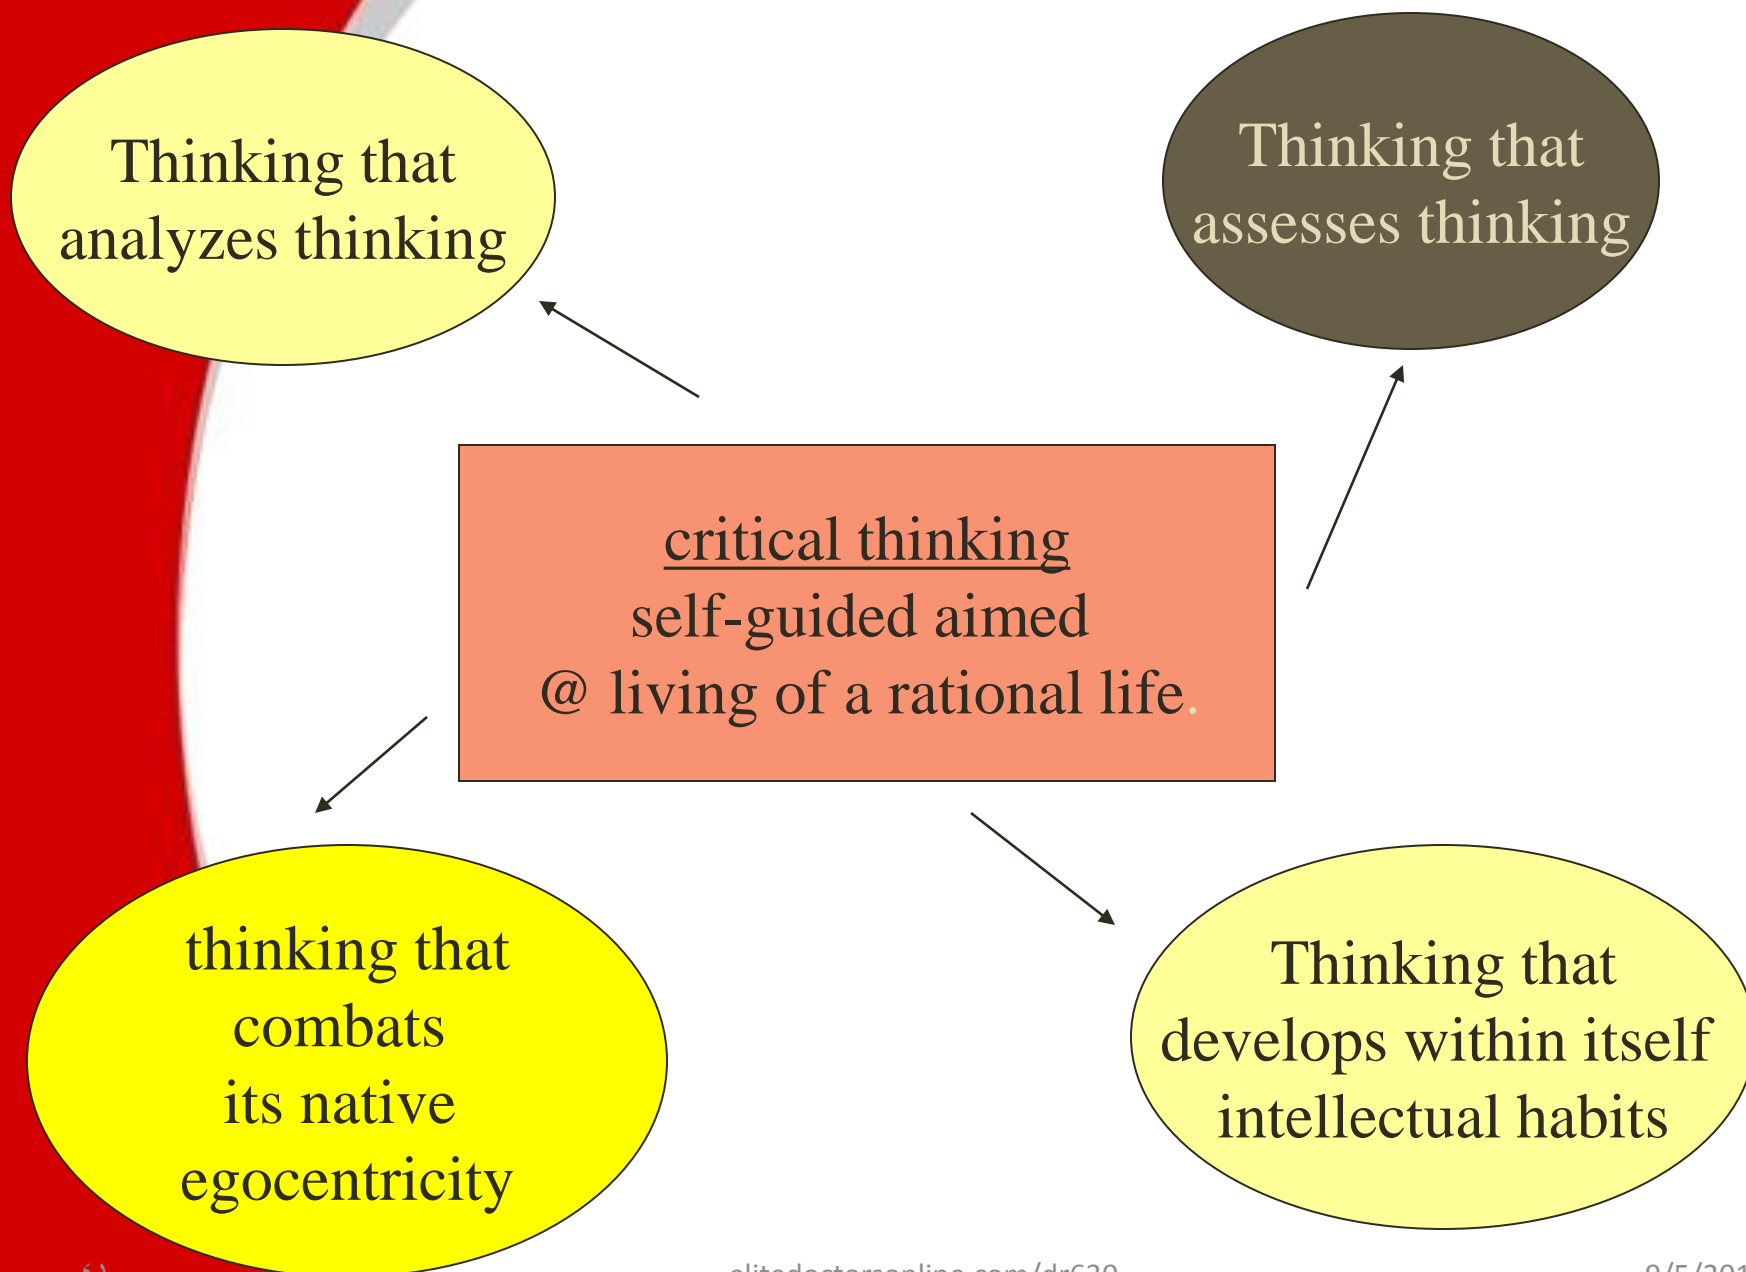 Thinking that
analyzes thinking
Thinking that
assesses thinking
critical thinking
self-guided aimed
@ living of a rational life.
thinking that
combats
its native
egocentricity
Thinking that
develops within itself
intellectual habits